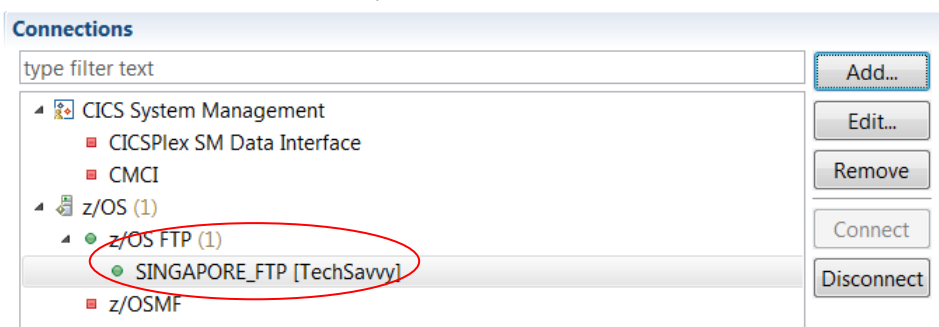 Connections
type filter text
Add...
CICS System Management
Edit...
CICSPlex SM Data Interface
CMCI
Remove
z/OS (1)
z/OS FTP (1)
Connect
SINGAPORE_FTP [TechSavvy]
Disconnect
z/OSMF